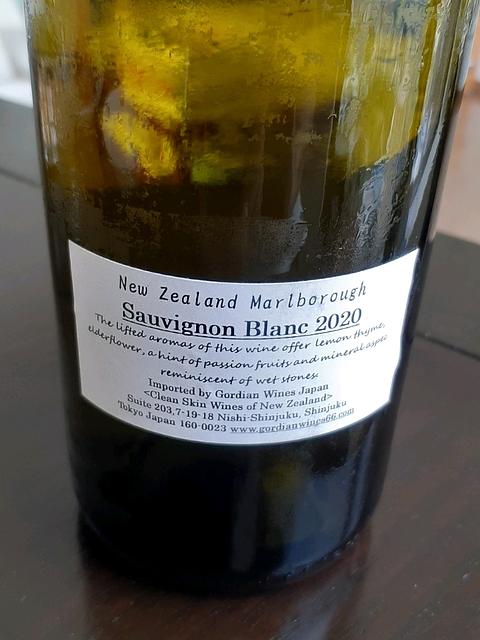 New Zealand Marlborough
Sauvignon Blanc 2020
The lifted aromas of this wine offer lemon thyme,
elderflower, a hint of passion fruits and mineral aspec
reminiscent of wet stones.
Imported by Gordian Wines Japan
<Clean Skin Wines of New Zealand>
Suite 203,7-19-18 Nishi-Shinjuku, Shinjuku
Tokyo Japan 160-0023 www.gordianwines66.com